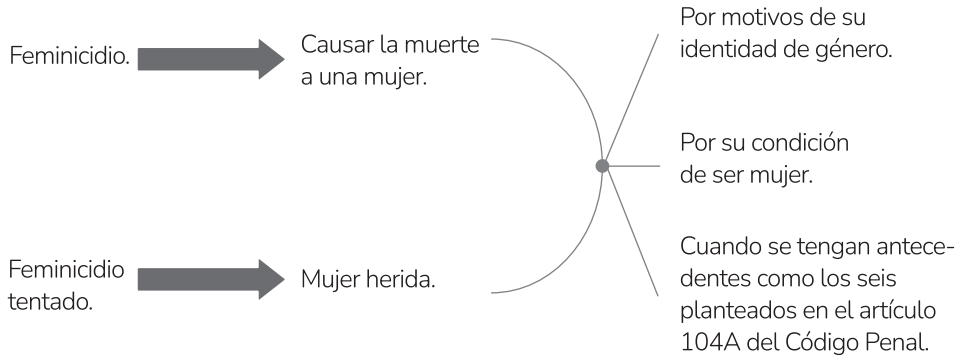 Feminicidio.
Causar la muerte
a una mujer.
Feminicidio
tentado.
Mujer herida.
Por motivos de su
identidad de género.
Por su condición
de ser mujer.
Cuando se tengan antece-
dentes como los seis
planteados en el artículo
104A del Código Penal.